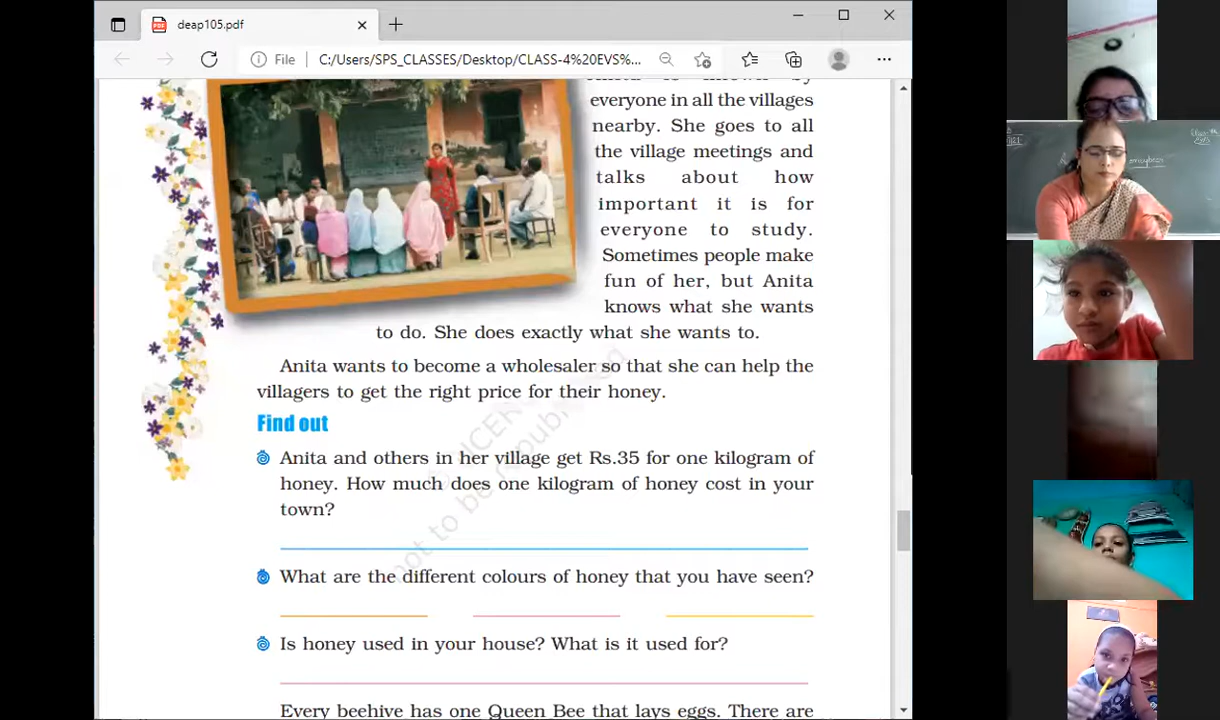 deap105.pdf
File C:/Users/SPS_CLASSES/Desktop/CLASS-4%20EVS%...
everyone in all the villages
nearby. She goes to all
the village meetings and
talks about how
important it is for
everyone to study.
Sometimes people make
fun of her, but Anita
knows what she wants
to do. She does exactly what she wants to.
Anita wants to become a wholesaler so that she can help the
villagers to get the right price for their honey.
Find out
Anita and others in her village get Rs.35 for one kilogram of
honey. How much does one kilogram of honey cost in your
town?
What are the different colours of honey that you have seen?
Is honey used in your house? What is it used for?
Every beehive has one Queen Bee that lays eggs. There are
not to be republished